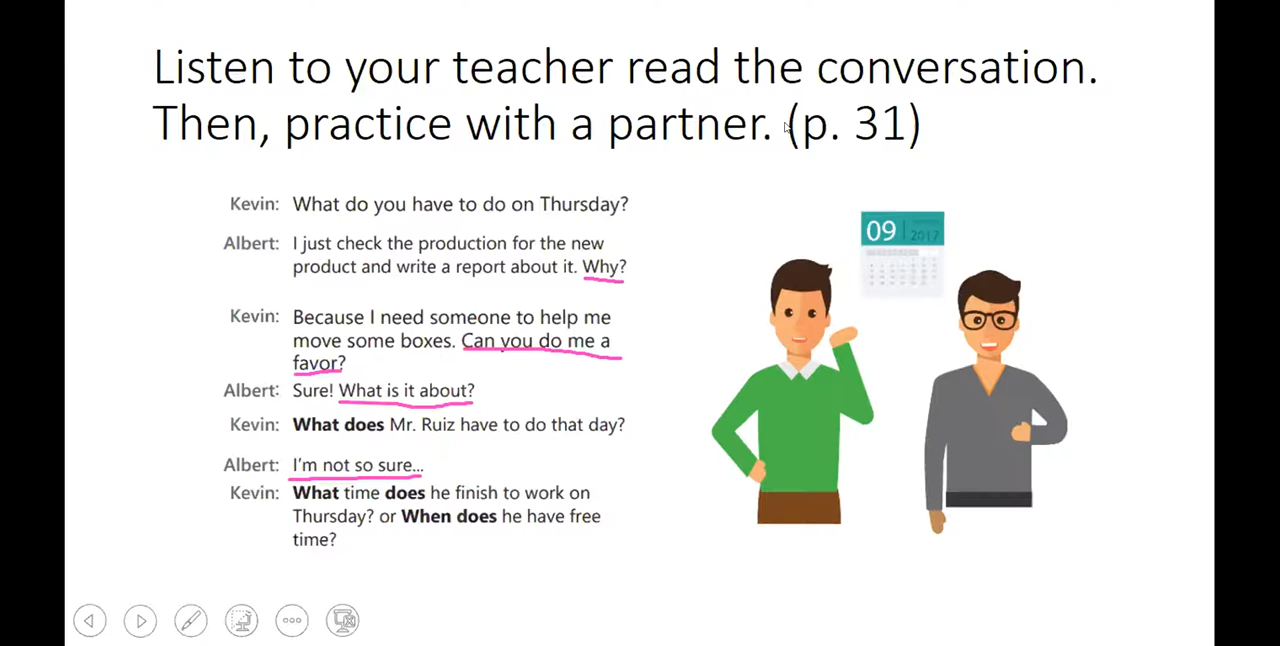 Listen to your teacher read the conversation.
Then, practice with a partner. (p. 31)
Kevin: What do you have to do on Thursday?
Albert: I just check the production for the new
product and write a report about it. Why?
Kevin: Because I need someone to help me
move some boxes. Can you do me a
favor?
Albert: Sure! What is it about?
Kevin: What does Mr. Ruiz have to do that day?
Albert: I'm not so sure...
Kevin: What time does he finish to work on
Thursday? or When does he have free
time?
09 2017